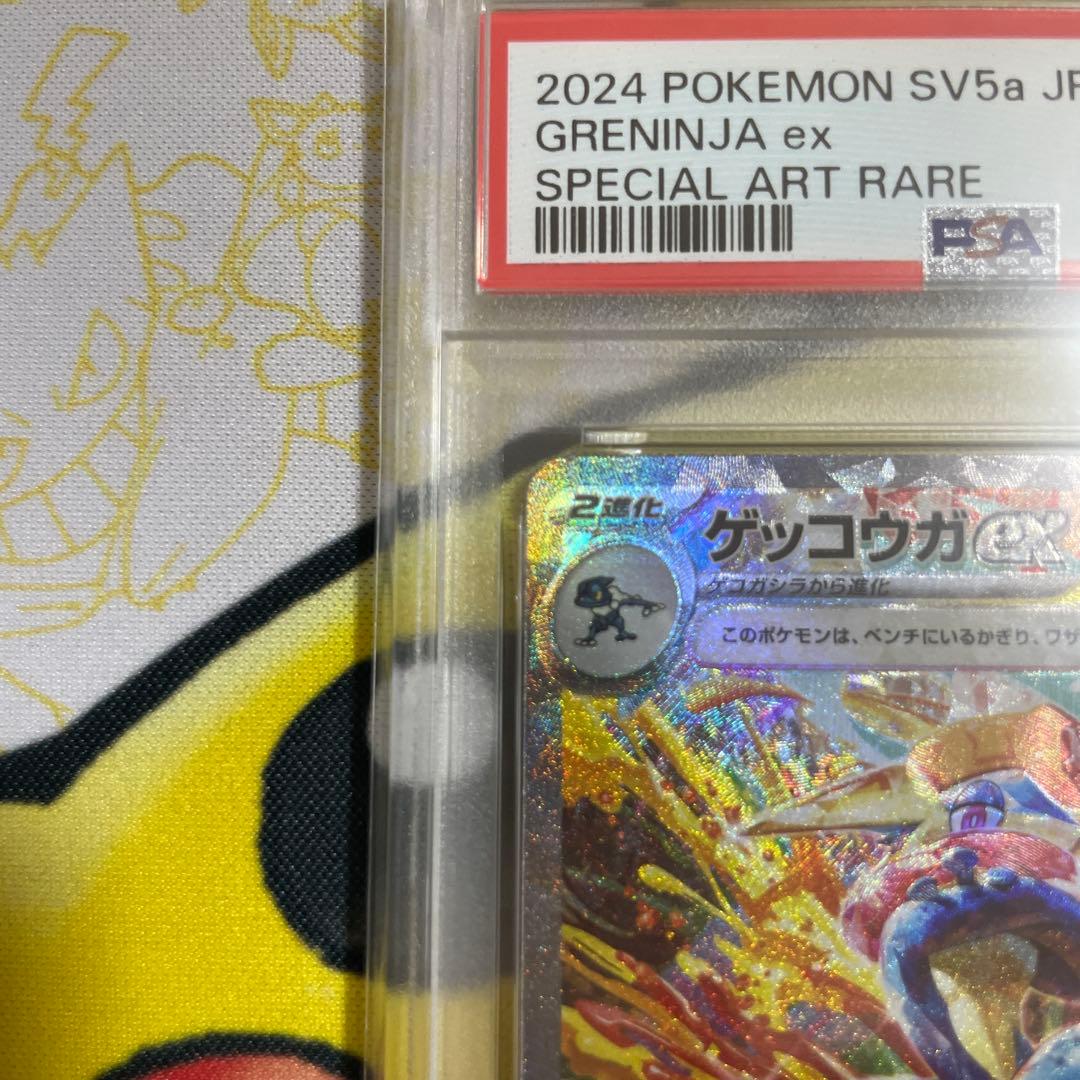 2024 POKEMON SV5a JP
GRENINJA ex
SPECIAL ART RARE
PSA
2進化
ゲッコウガex
ゲコガシラから進化
このポケモンは、ベンチにいるかぎり、ワザ